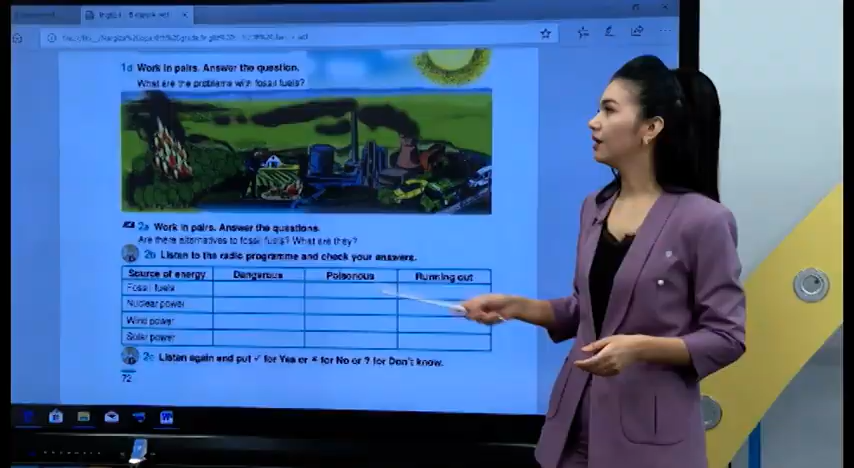 1d Work in pairs. Answer the question.
What are the problems with fossil fuels?
2a Work in pairs. Answer the questions.
Are there alternatives to fossil fuels? What are they?
2b Listen to the radio programme and check your answers.
Source of energy Dangerous Poisonous Running out
Fossil fuels
Nuclear power
Wind power
Solar power
2c Listen again and put ✓ for Yes or × for No or ? for Don't know.
72